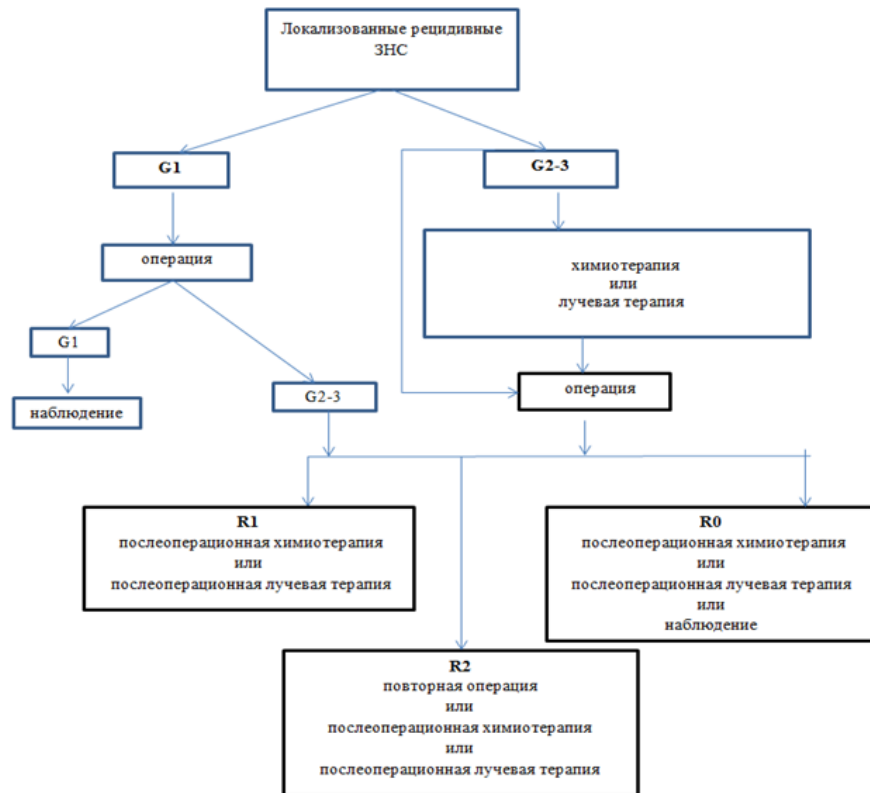 Локализованные рецидивные
ЗНС
G1
G2-3
операция
химиотерапия
или
лучевая терапия
G1
операция
G2-3
наблюдение
R1
послеоперационная химиотерапия
или
послеоперационная лучевая терапия
R0
послеоперационная химиотерапия
или
послеоперационная лучевая терапия
или
наблюдение
R2
повторная операция
или
послеоперационная химиотерапия
или
послеоперационная лучевая терапия